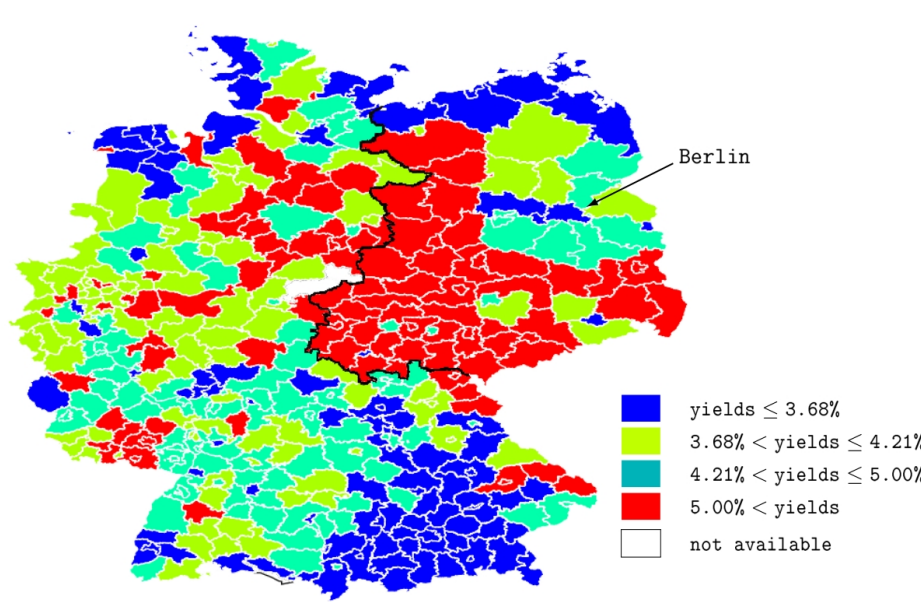 Berlin
yields ≤ 3.68%
3.68% < yields ≤ 4.21%
4.21% < yields ≤ 5.00%
5.00% < yields
not available